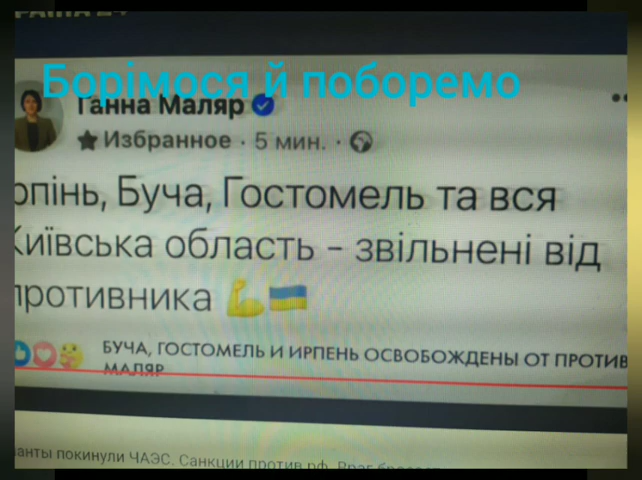 Борімося й поборемо
Ганна Маляр
Избранное · 5 мин. ·
рпінь, Буча, Гостомель та вся
Київська область - звільнені від
противника
БУЧА, ГОСТОМЕЛЬ И ИРПЕНЬ ОСВОБОЖДЕНЫ ОТ ПРОТИВ
МАЛЯР
анты покинули ЧАЭС. Санкции против рф. Враг